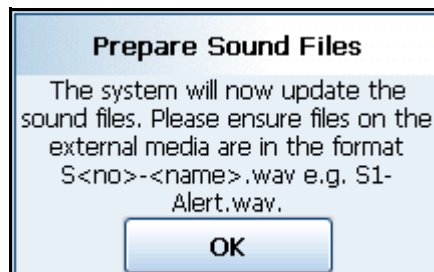 Prepare Sound Files
The system will now update the
sound files. Please ensure files on the
external media are in the format
S<no>-<name>.wav e.g. S1-
Alert.wav.
OK